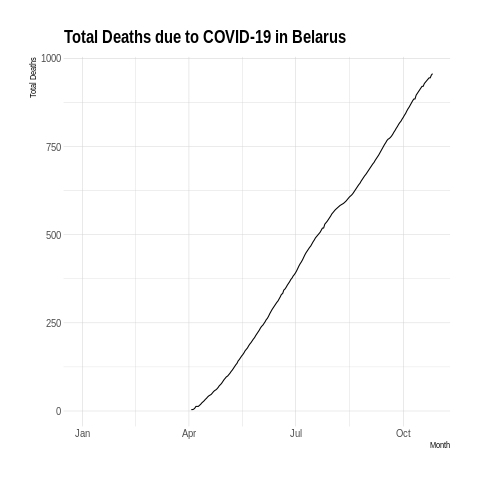 Total Deaths due to COVID-19 in Belarus
Total Deaths
1000
750
500
250
0
Jan Apr Jul Oct
Month